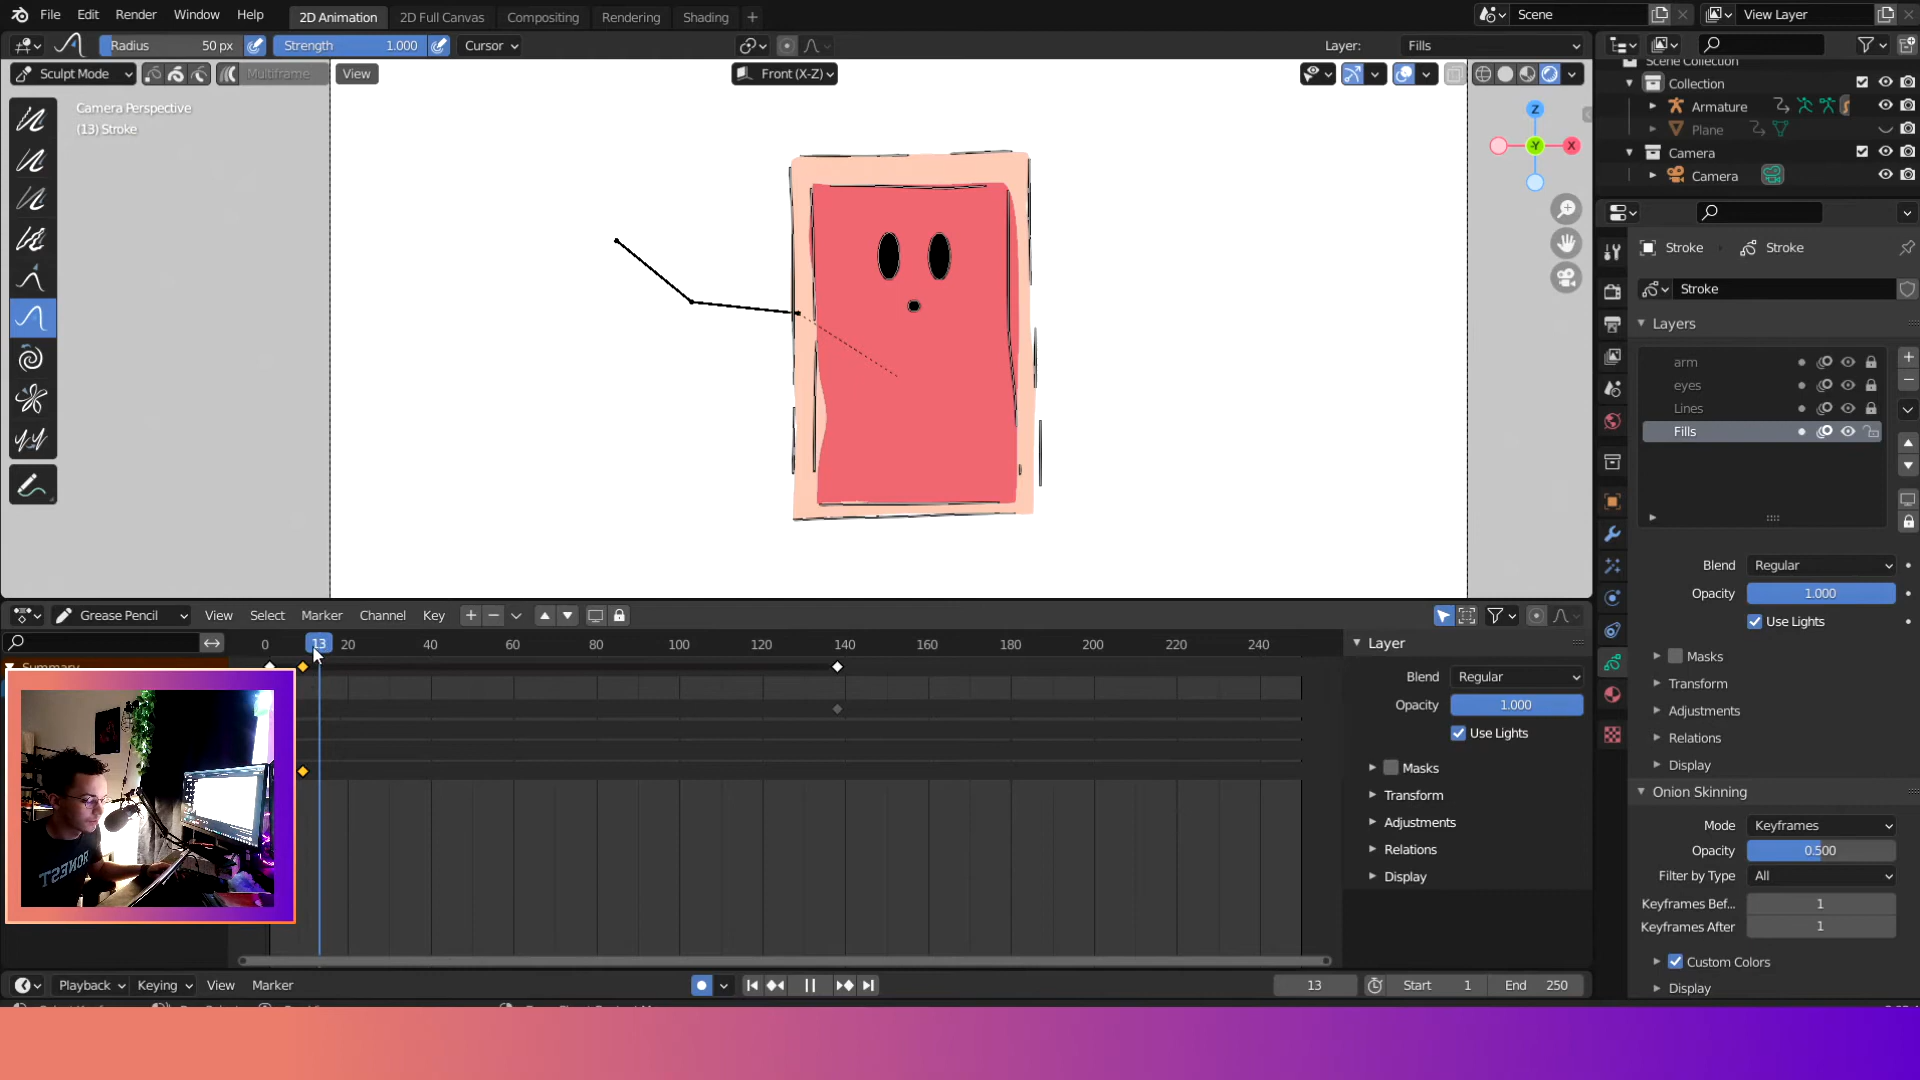 File Edit Render Window Help 2D Animation 2D Full Canvas Compositing Rendering Shading + Scene View Layer
Radius 50 px Strength 1.000 Cursor Layer: Fills
Sculpt Mode Multiframe View Front (X-Z)
Camera Perspective
(13) Stroke
Z
-Y
X
Scene Collection
Collection
Armature
Plane
Camera
Camera
Stroke > Stroke
Stroke
Layers
arm
eyes
Lines
Fills
Blend Regular
Opacity 1.000
Use Lights
Masks
Transform
Adjustments
Relations
Display
Onion Skinning
Mode Keyframes
Opacity 0.500
Filter by Type All
Keyframes Bef... 1
Keyframes After 1
Custom Colors
Display
Grease Pencil View Select Marker Channel Key
0 13 20 40 60 80 100 120 140 160 180 200 220 240
Summary
Layer
Blend Regular
Opacity 1.000
Use Lights
Masks
Transform
Adjustments
Relations
Display
Playback Keying View Marker 13 Start 1 End 250